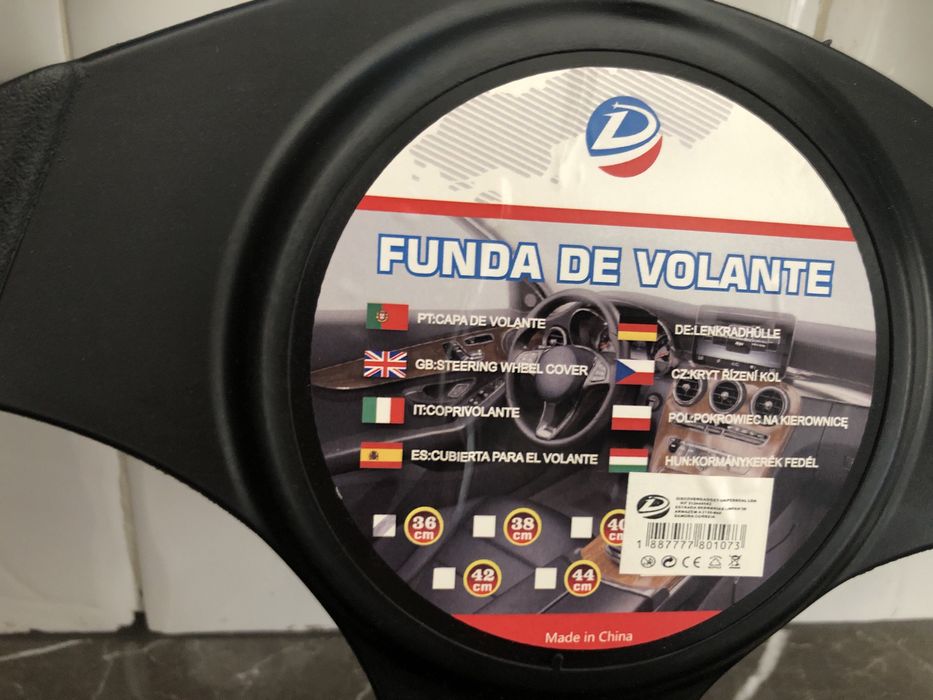 D
FUNDA DE VOLANTE
PT:CAPA DE VOLANTE
GB:STEERING WHEEL COVER
IT:COPRIVOLANTE
ES:CUBIERTA PARA EL VOLANTE
DE:LENKRADHÜLLE
CZ:KRYT ŘÍZENÍ KOL
POL:POKROWIEC NA KIEROWNICĘ
HUN:KORMÁNYKERÉK FEDÉL
36 cm
38 cm
40
42 cm
44 cm
D
1 887777 801073
CE
Made in China